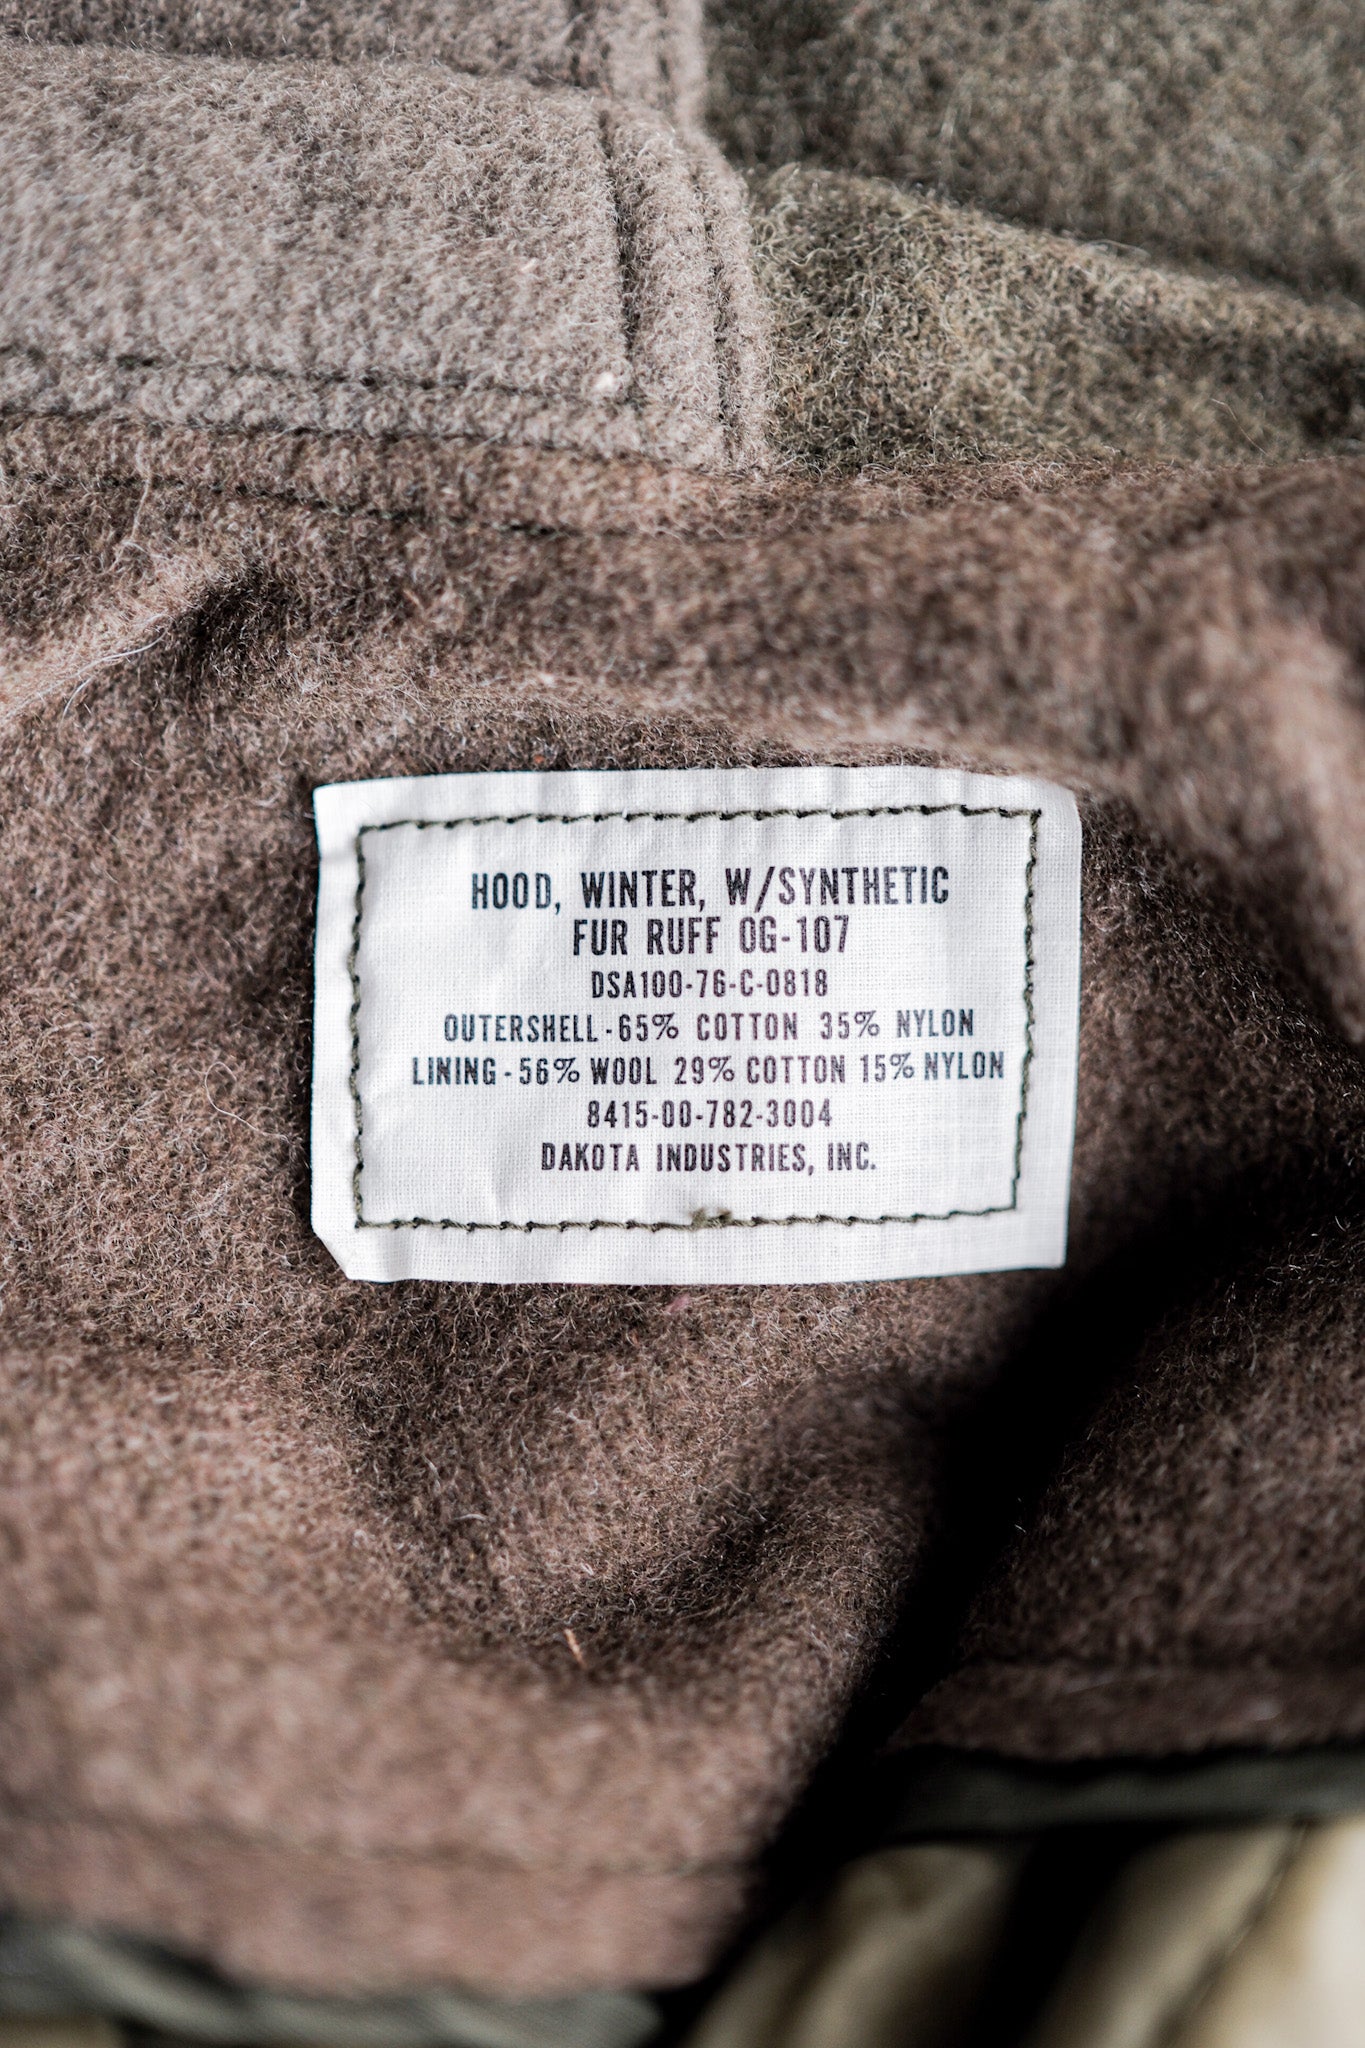 HOOD, WINTER, W/SYNTHETIC
FUR RUFF OG-107
DSA100-76-C-0818
OUTERSHELL-65% COTTON 35% NYLON
LINING-56% WOOL 29% COTTON 15% NYLON
8415-00-782-3004
DAKOTA INDUSTRIES, INC.